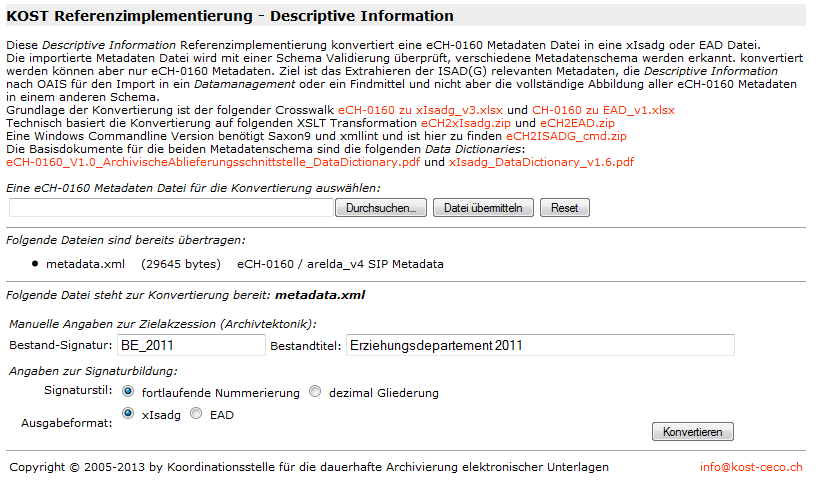 KOST Referenzimplementierung - Descriptive Information
Diese Descriptive Information Referenzimplementierung konvertiert eine eCH-0160 Metadaten Datei in eine xIsadg oder EAD Datei.
Die importierte Metadaten Datei wird mit einer Schema Validierung überprüft, verschiedene Metadatenschema werden erkannt. konvertiert
werden können aber nur eCH-0160 Metadaten. Ziel ist das Extrahieren der ISAD(G) relevanten Metadaten, die Descriptive Information
nach OAIS für den Import in ein Datamanagement oder ein Findmittel und nicht aber die vollständige Abbildung aller eCH-0160 Metadaten
in einem anderen Schema.
Grundlage der Konvertierung ist der folgender Crosswalk eCH-0160 zu xIsadg_v3.xlsx und CH-0160 zu EAD_v1.xlsx
Technisch basiert die Konvertierung auf folgenden XSLT Transformation eCH2xIsadg.zip und eCH2EAD.zip
Eine Windows Commandline Version benötigt Saxon9 und xmllint und ist hier zu finden eCH2ISADG_cmd.zip
Die Basisdokumente für die beiden Metadatenschema sind die folgenden Data Dictionaries:
eCH-0160_V1.0_ArchivischeAblieferungsschnittstelle_DataDictionary.pdf und xIsadg_DataDictionary_v1.6.pdf
Eine eCH-0160 Metadaten Datei für die Konvertierung auswählen:
Durchsuchen... Datei übermitteln Reset
Folgende Dateien sind bereits übertragen:
• metadata.xml (29645 bytes) eCH-0160 / arelda_v4 SIP Metadata
Folgende Datei steht zur Konvertierung bereit: metadata.xml
Manuelle Angaben zur Zielakzession (Archivtektonik):
Bestand-Signatur: BE_2011 Bestandtitel: Erziehungsdepartement 2011
Angaben zur Signaturbildung:
Signaturstil: fortlaufende Nummerierung dezimal Gliederung
Ausgabeformat: xIsadg EAD
Konvertieren
Copyright © 2005-2013 by Koordinationsstelle für die dauerhafte Archivierung elektronischer Unterlagen info@kost-ceco.ch